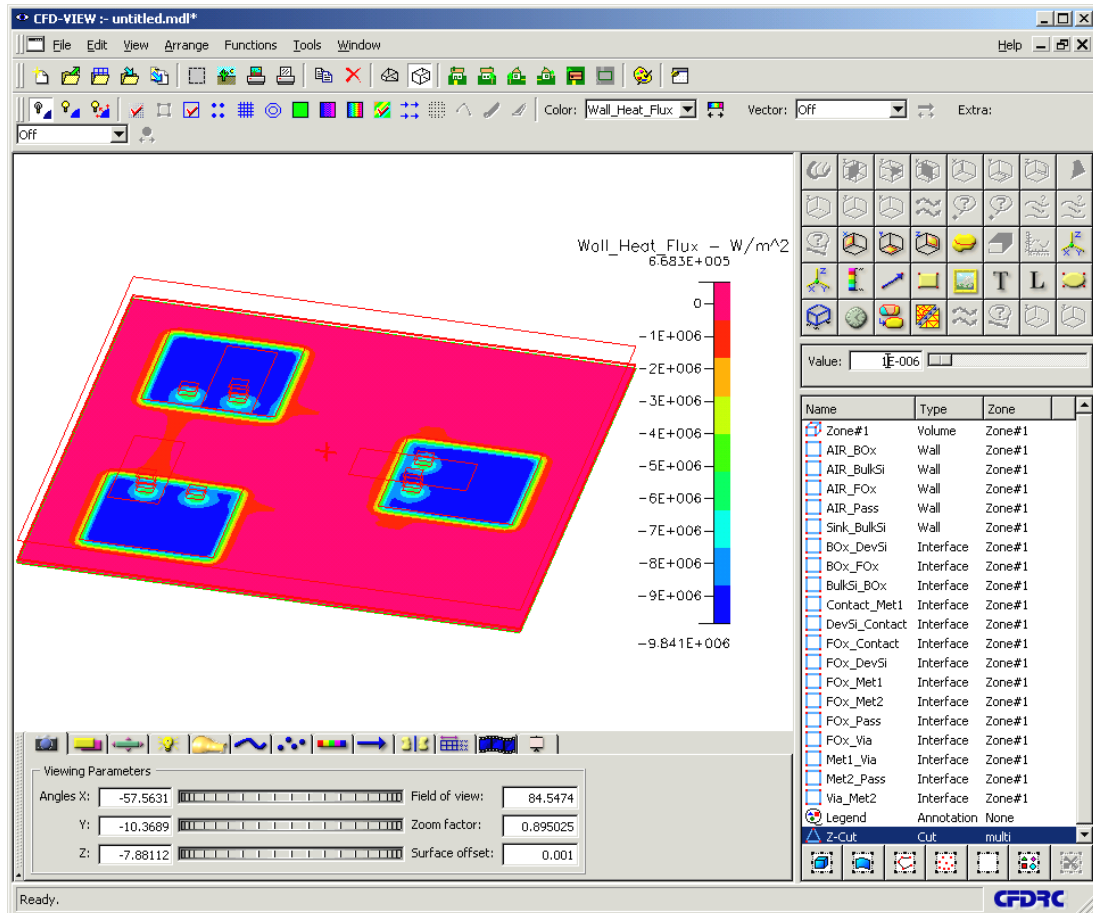 CFD-VIEW :- untitled.mdl*
File Edit View Arrange Functions Tools Window Help
Color: Wall_Heat_Flux Vector: Off Extra:
Off
Wall_Heat_Flux - W/m^2
6.683E+005
0
-1E+006
-2E+006
-3E+006
-4E+006
-5E+006
-6E+006
-7E+006
-8E+006
-9E+006
-9.841E+006
T L
Value: 1E-006
Name Type Zone
Zone#1 Volume Zone#1
AIR_BOx Wall Zone#1
AIR_BulkSi Wall Zone#1
AIR_FOx Wall Zone#1
AIR_Pass Wall Zone#1
Sink_BulkSi Wall Zone#1
BOx_DevSi Interface Zone#1
BOx_FOx Interface Zone#1
BulkSi_BOx Interface Zone#1
Contact_Met1 Interface Zone#1
DevSi_Contact Interface Zone#1
FOx_Contact Interface Zone#1
FOx_DevSi Interface Zone#1
FOx_Met1 Interface Zone#1
FOx_Met2 Interface Zone#1
FOx_Pass Interface Zone#1
FOx_Via Interface Zone#1
Met1_Via Interface Zone#1
Met2_Pass Interface Zone#1
Via_Met2 Interface Zone#1
Legend Annotation None
Z-Cut Cut multi
Viewing Parameters
Angles X: -57.5631 Field of view: 84.5474
Y: -10.3689 Zoom factor: 0.895025
Z: -7.88112 Surface offset: 0.001
Ready.
CFDRC